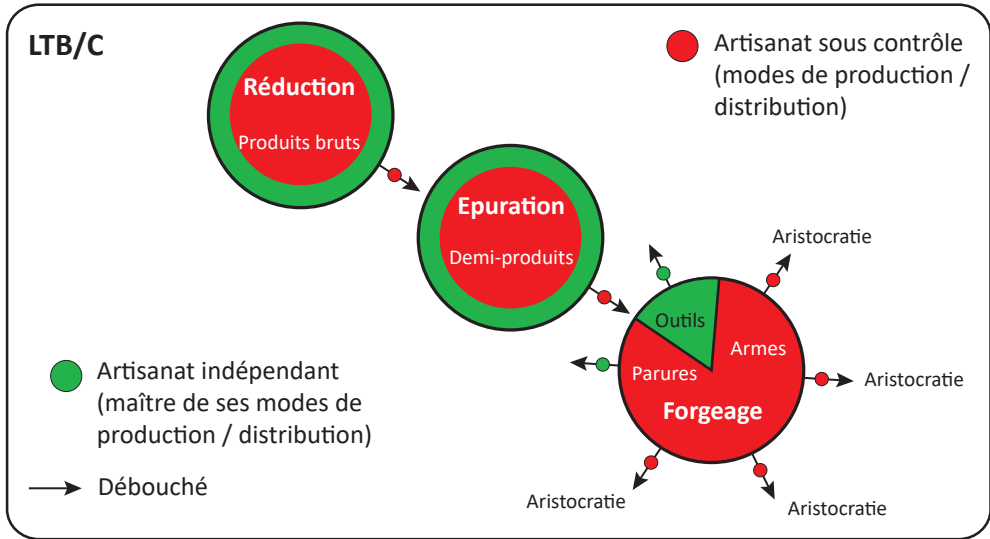 LTB/C
Réduction
Produits bruts
Artisanat sous contrôle
(modes de production /
distribution)
Epuration
Demi-produits
Aristocratie
Outils
Armes
Parures
Forgeage
Aristocratie
Aristocratie
Aristocratie
Artisanat indépendant
(maître de ses modes de
production / distribution)
Débouché